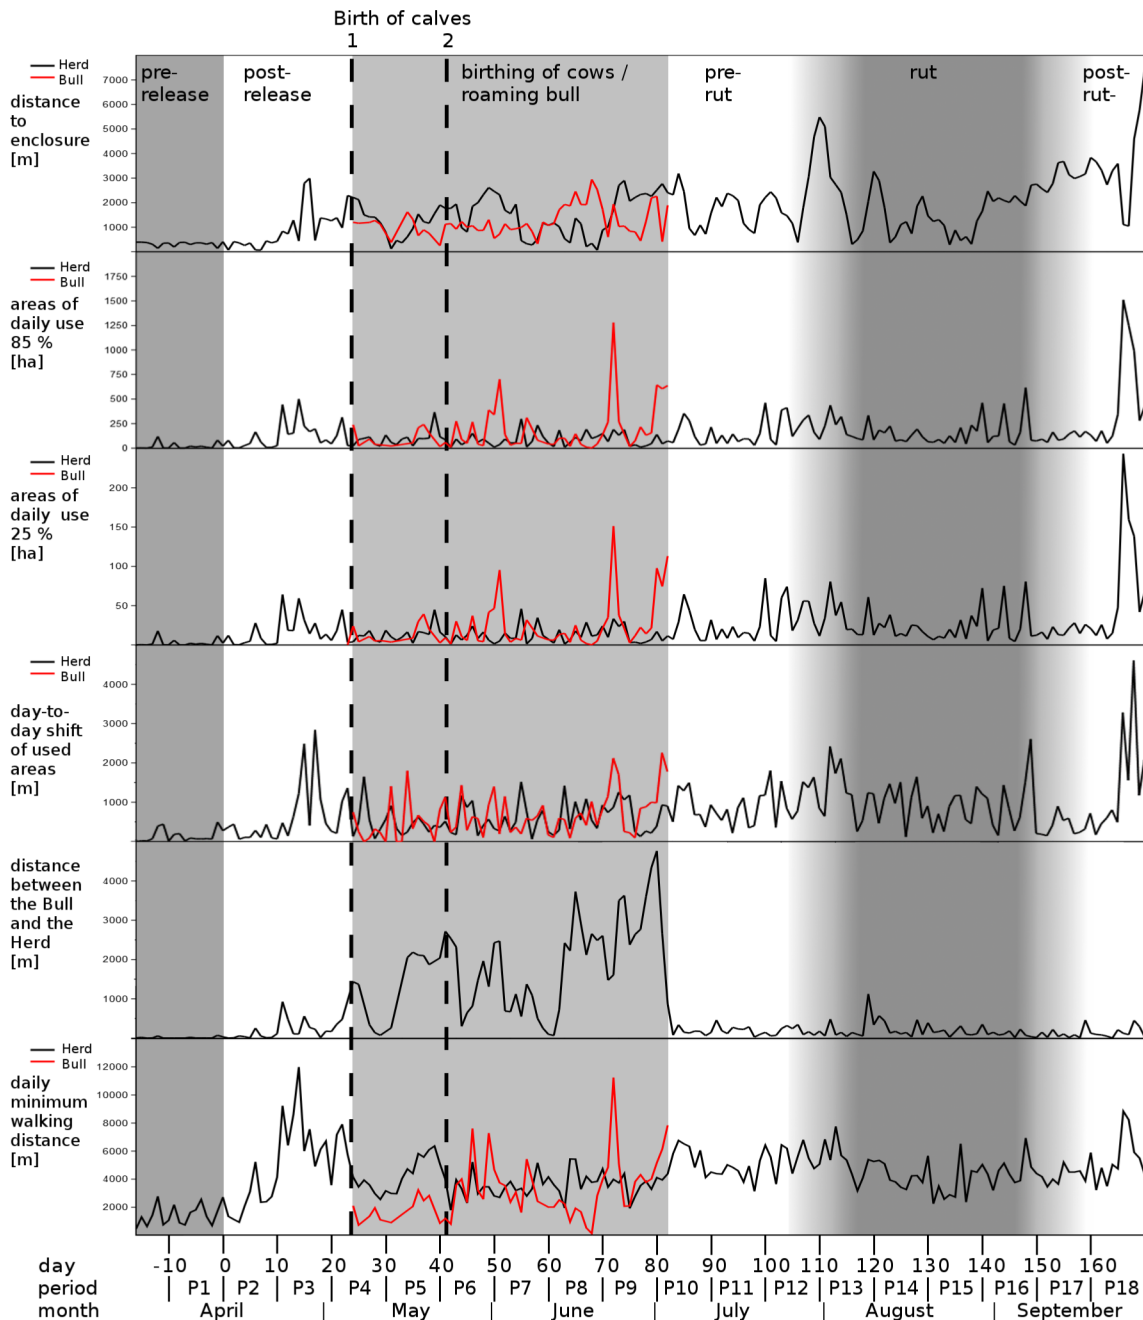 Birth of calves
1 2
Herd
Bull
distance
to
enclosure
[m]
7000
6000
5000
4000
3000
2000
1000
pre-
release
post-
release
birthing of cows /
roaming bull
pre-
rut
rut
post-
rut-
Herd
Bull
areas of
daily use
85 %
[ha]
1750
1500
1250
1000
750
500
250
0
Herd
Bull
areas of
daily use
25 %
[ha]
200
150
100
50
Herd
Bull
day-to-
day shift
of used
areas
[m]
4000
3000
2000
1000
distance
between
the Bull
and the
Herd
[m]
4000
3000
2000
1000
Herd
Bull
daily
minimum
walking
distance
[m]
12000
10000
8000
6000
4000
2000
day -10 0 10 20 30 40 50 60 70 80 90 100 110 120 130 140 150 160
period P1 P2 P3 P4 P5 P6 P7 P8 P9 P10 P11 P12 P13 P14 P15 P16 P17 P18
month April May June July August September